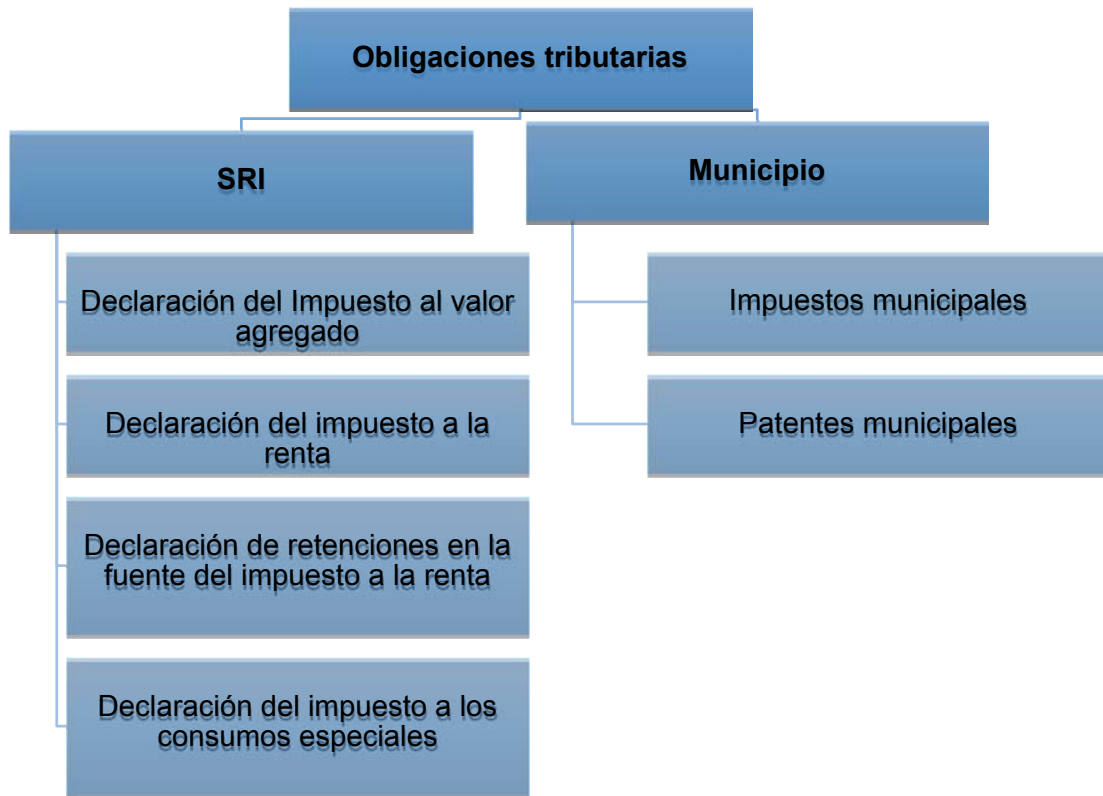 Obligaciones tributarias
SRI
Declaración del Impuesto al valor
agregado
Declaración del impuesto a la
renta
Declaración de retenciones en la
fuente del impuesto a la renta
Declaración del impuesto a los
consumos especiales
Municipio
Impuestos municipales
Patentes municipales